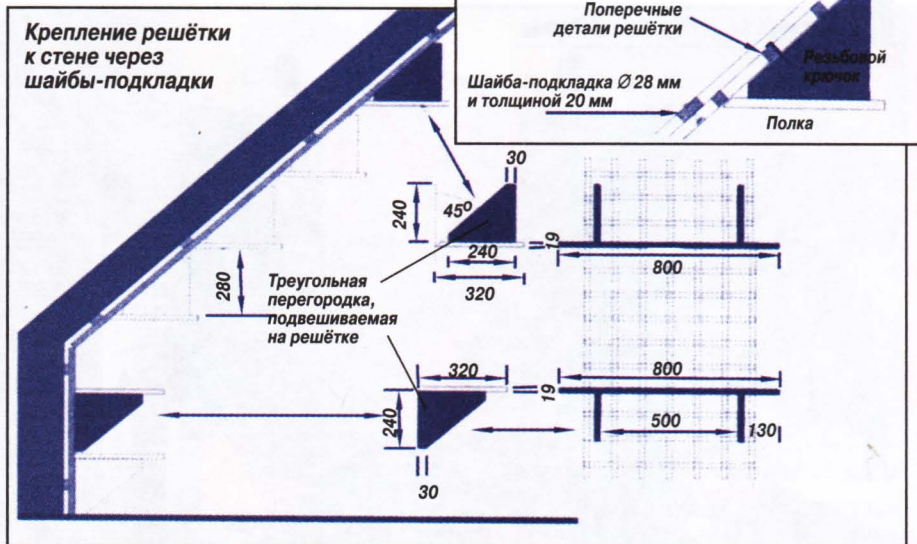 Крепление решётки
к стене через
шайбы-подкладки
Поперечные
детали решётки
Резьбовой
крючок
Шайба-подкладка Ø 28 мм
и толщиной 20 мм
Полка
30
240
45°
240
320
19
800
280
Треугольная
перегородка,
подвешиваемая
на решётке
320
240
30
19
800
500
130